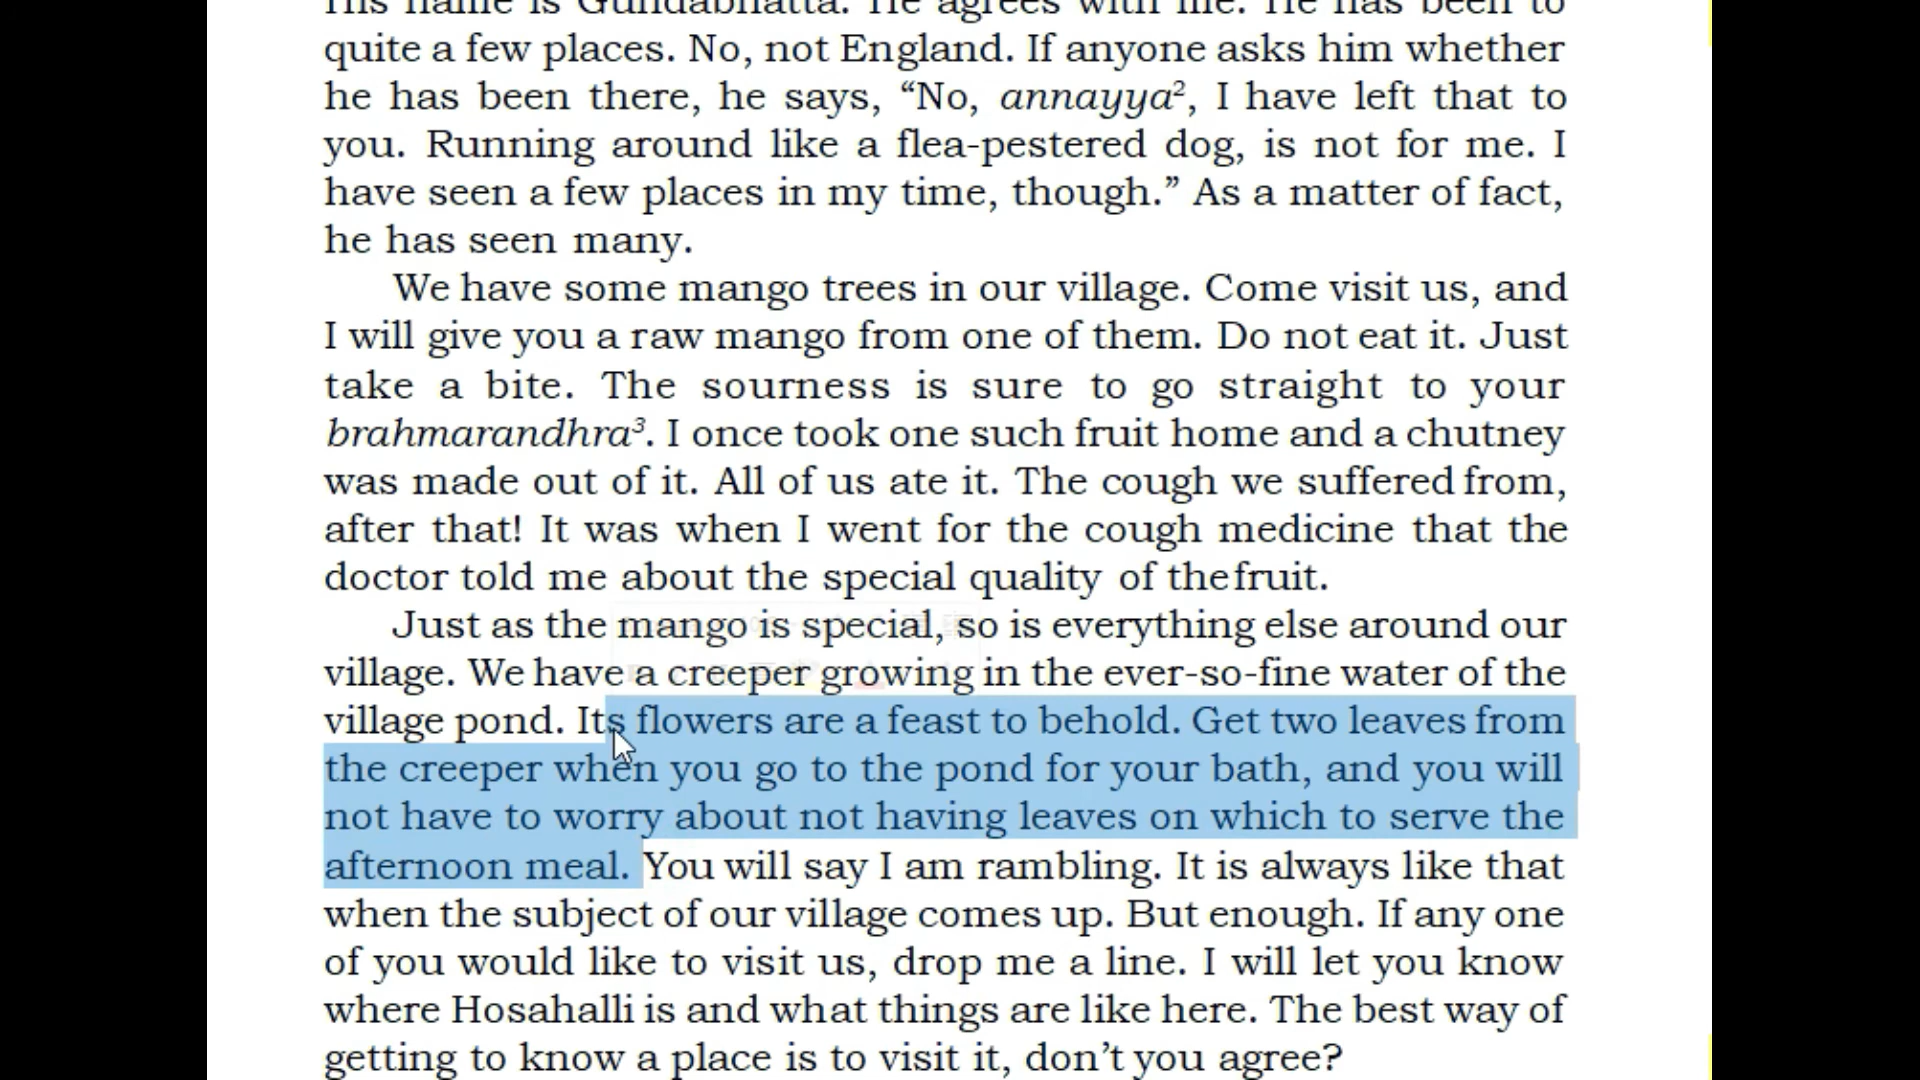 His name is Gundabhatta. He agrees with me. He has been to
quite a few places. No, not England. If anyone asks him whether
he has been there, he says, “No, annayya², I have left that to
you. Running around like a flea-pestered dog, is not for me. I
have seen a few places in my time, though.” As a matter of fact,
he has seen many.
We have some mango trees in our village. Come visit us, and
I will give you a raw mango from one of them. Do not eat it. Just
take a bite. The sourness is sure to go straight to your
brahmarandhra³. I once took one such fruit home and a chutney
was made out of it. All of us ate it. The cough we suffered from,
after that! It was when I went for the cough medicine that the
doctor told me about the special quality of the fruit.
Just as the mango is special, so is everything else around our
village. We have a creeper growing in the ever-so-fine water of the
village pond. Its flowers are a feast to behold. Get two leaves from
the creeper when you go to the pond for your bath, and you will
not have to worry about not having leaves on which to serve the
afternoon meal. You will say I am rambling. It is always like that
when the subject of our village comes up. But enough. If any one
of you would like to visit us, drop me a line. I will let you know
where Hosahalli is and what things are like here. The best way of
getting to know a place is to visit it, don’t you agree?